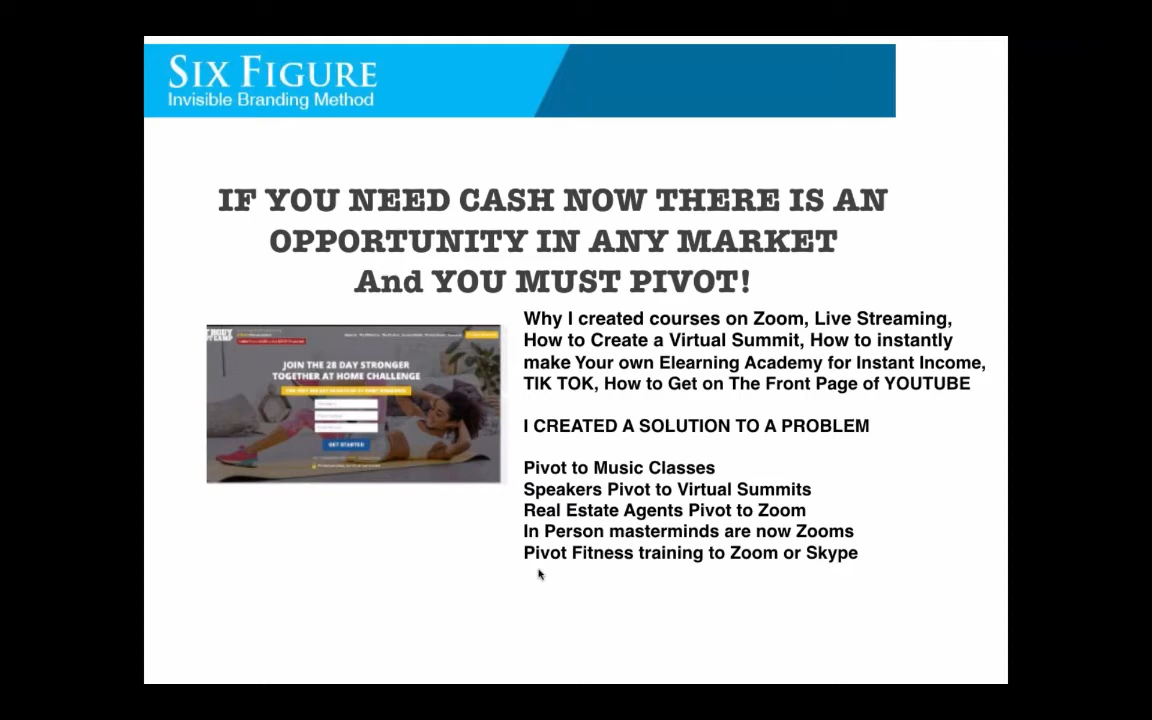 SIX FIGURE
Invisible Branding Method
IF YOU NEED CASH NOW THERE IS AN
OPPORTUNITY IN ANY MARKET
And YOU MUST PIVOT!
Why I created courses on Zoom, Live Streaming,
How to Create a Virtual Summit, How to instantly
make Your own Elearning Academy for Instant Income,
TIK TOK, How to Get on The Front Page of YOUTUBE
I CREATED A SOLUTION TO A PROBLEM
Pivot to Music Classes
Speakers Pivot to Virtual Summits
Real Estate Agents Pivot to Zoom
In Person masterminds are now Zooms
Pivot Fitness training to Zoom or Skype
JOIN THE 28 DAY STRONGER
TOGETHER AT HOME CHALLENGE
GET STARTED